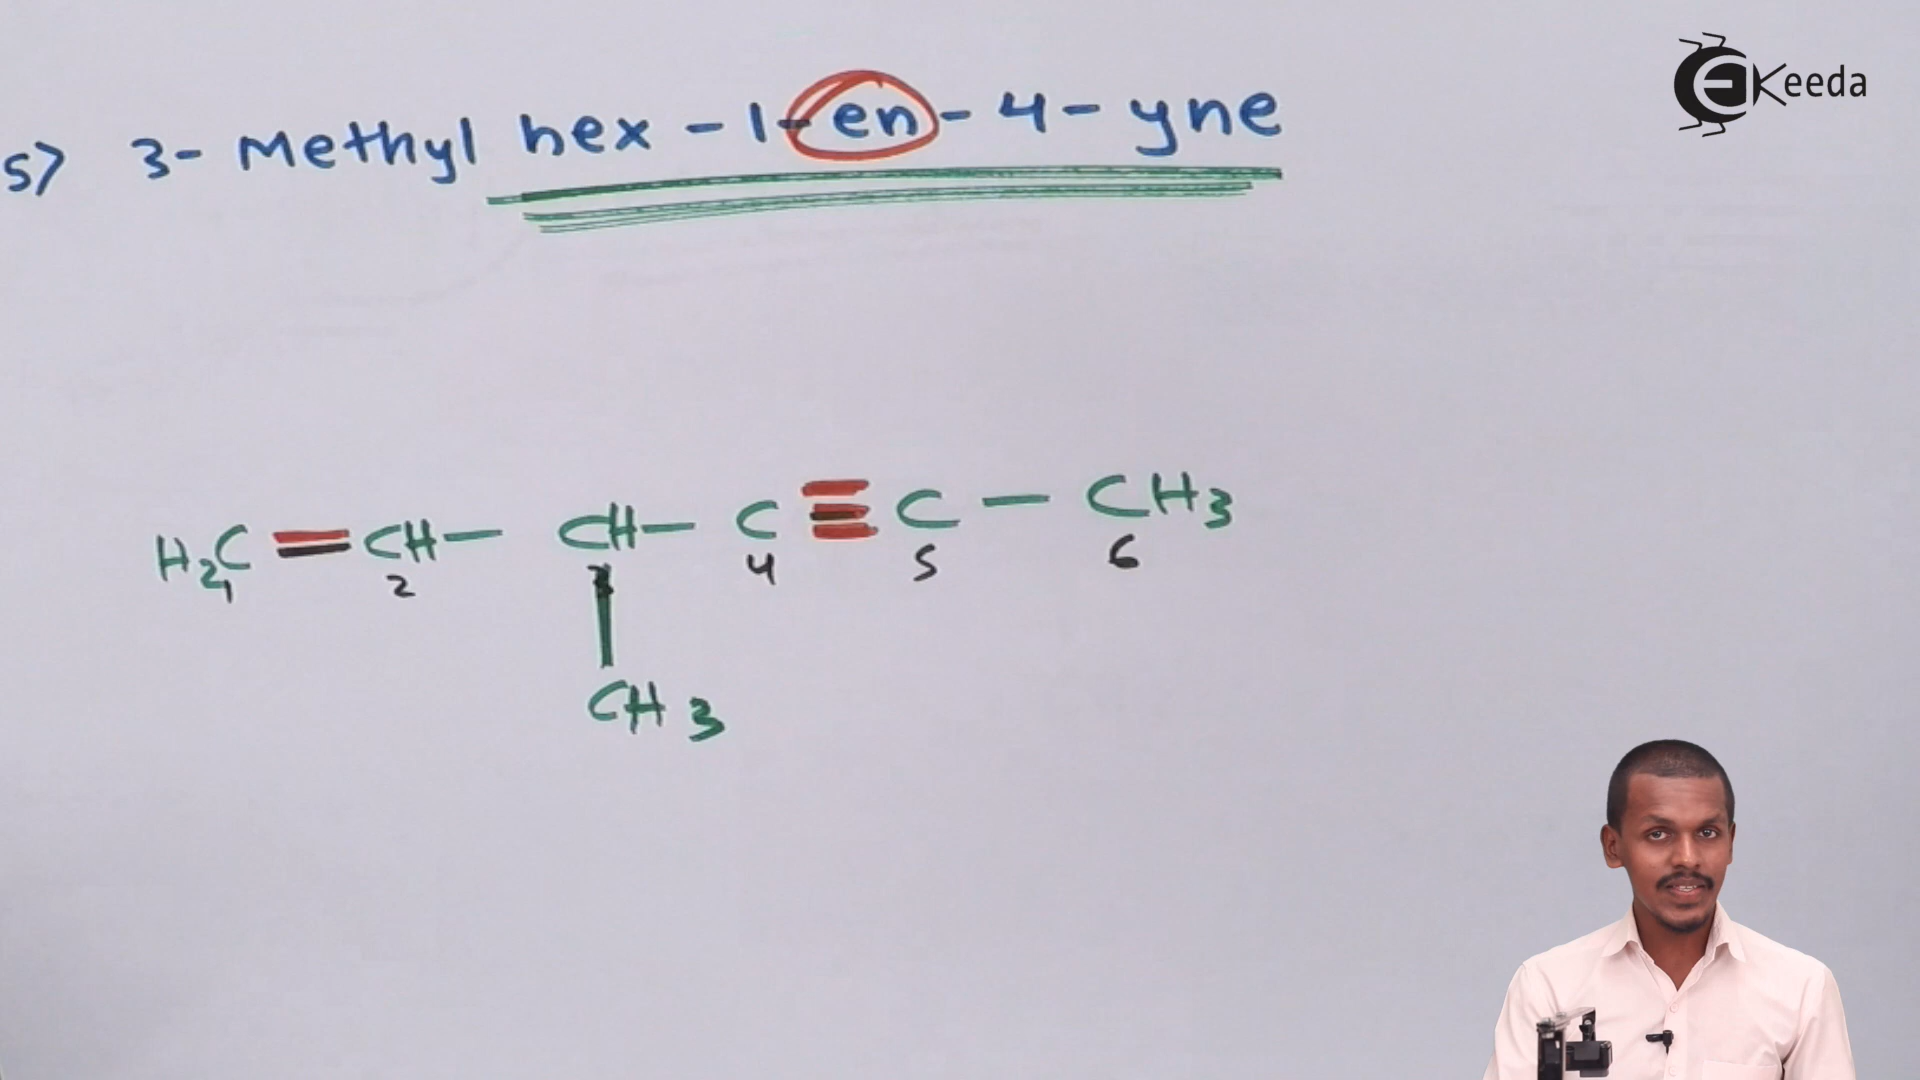 EKeeda
5) 3- Methyl hex -1-en-4-yne
H2C=CH-CH-C≡C-CH3
1 2 3 4 5 6
CH3